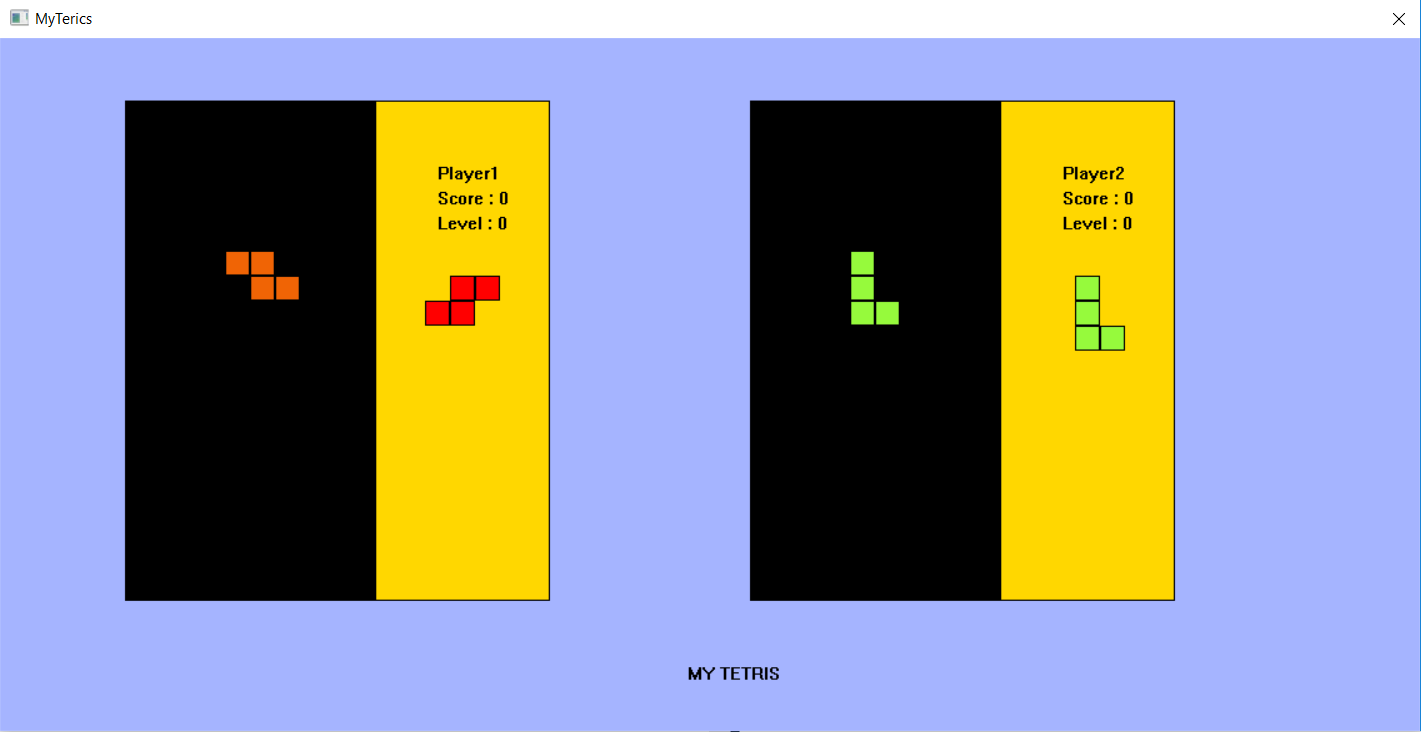 MyTerics
Player1
Score : 0
Level : 0
Player2
Score : 0
Level : 0
MY TETRIS